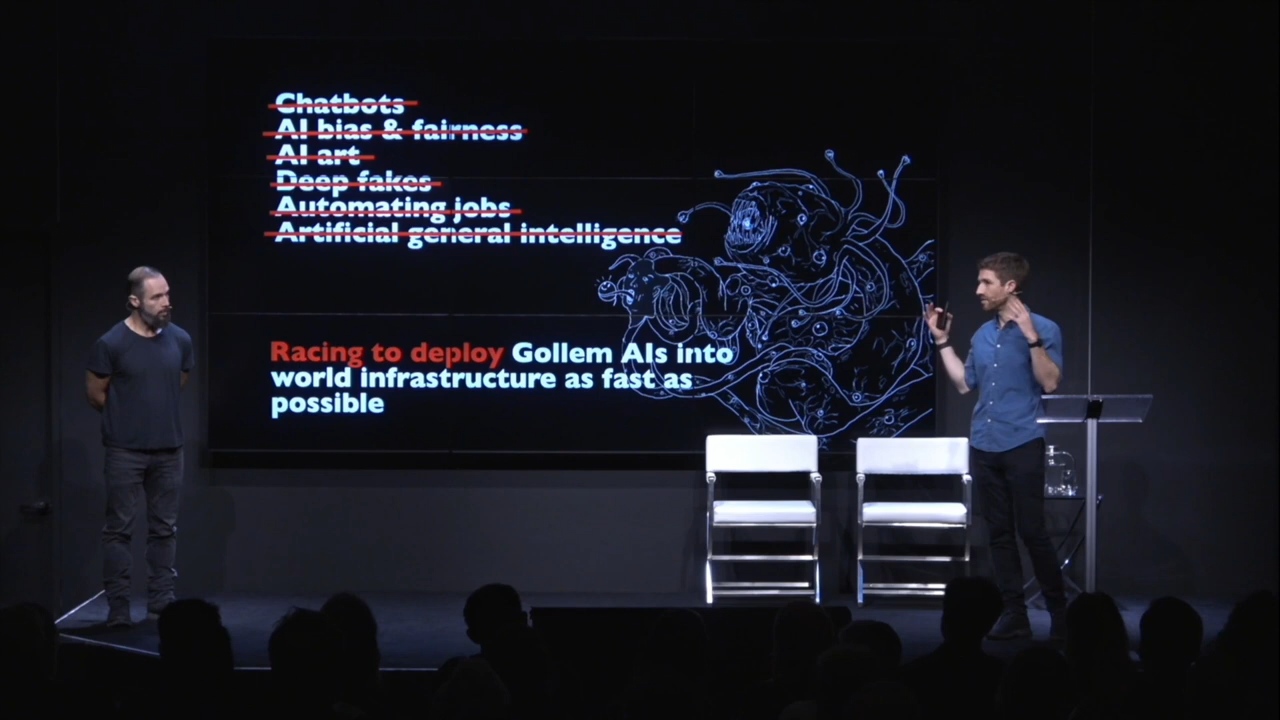 Chatbots
AI bias & fairness
AI art
Deep fakes
Automating jobs
Artificial general intelligence
Racing to deploy Gollem AIs into
world infrastructure as fast as
possible